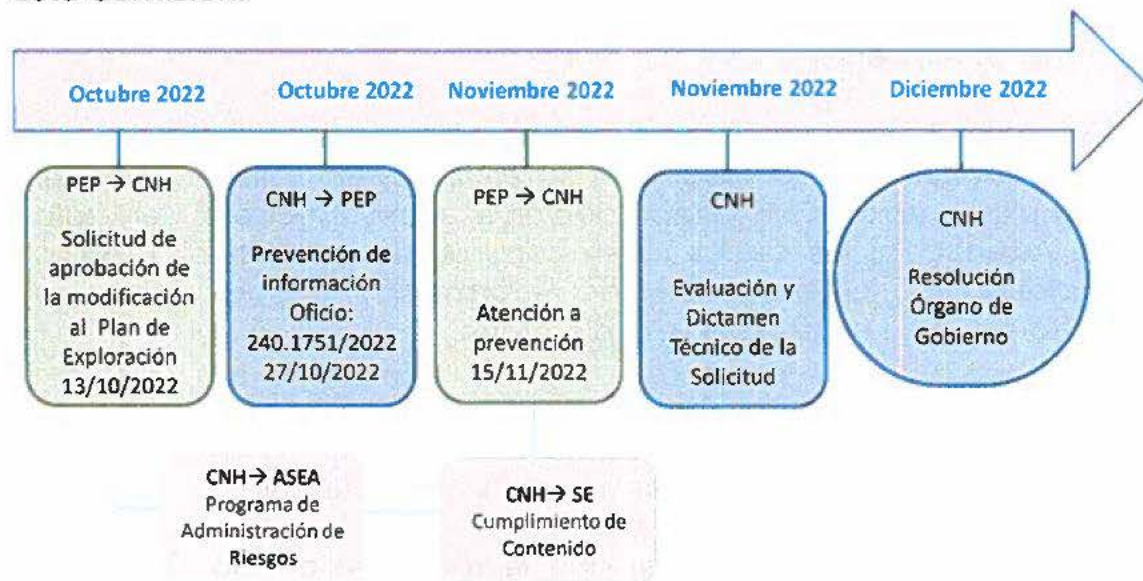 Octubre 2022
Octubre 2022
Noviembre 2022
Noviembre 2022
Diciembre 2022
PEP → CNH
Solicitud de
aprobación de
la modificación
al Plan de
Exploración
13/10/2022
CNH → PEP
Prevención de
información
Oficio:
240.1751/2022
27/10/2022
PEP → CNH
Atención a
prevención
15/11/2022
CNH
Evaluación y
Dictamen
Técnico de la
Solicitud
CNH
Resolución
Órgano de
Gobierno
CNH→ ASEA
Programa de
Administración de
Riesgos
CNH→ SE
Cumplimiento de
Contenido